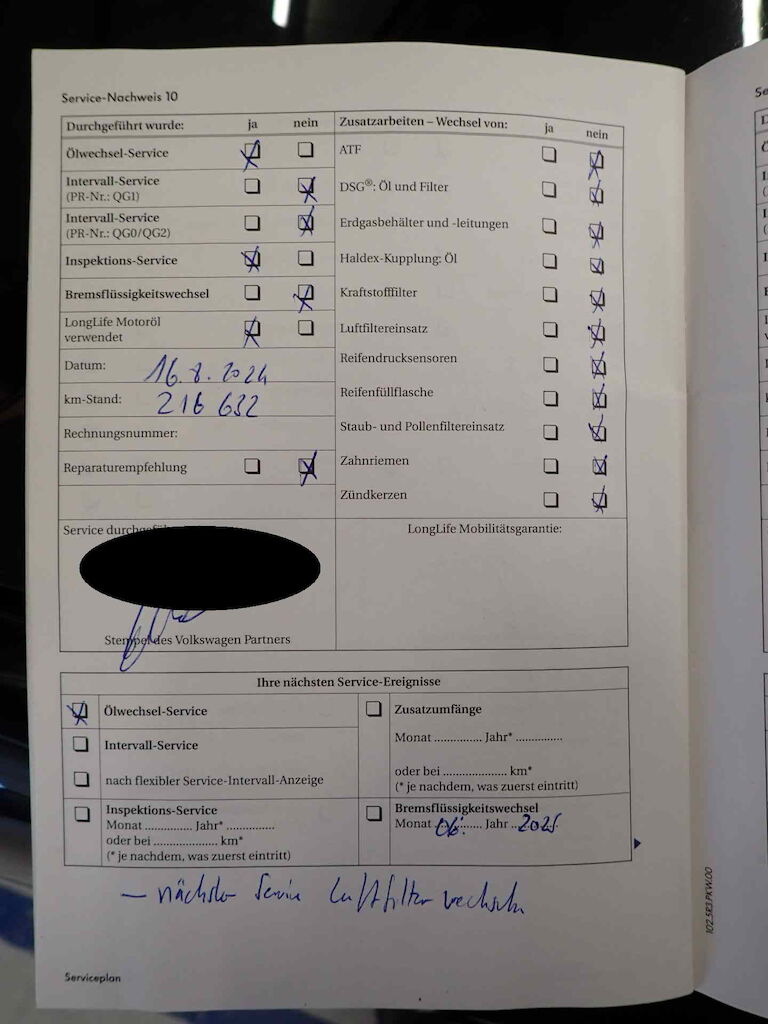 Service-Nachweis 10
Durchgeführt wurde: ja nein
Ölwechsel-Service
Intervall-Service
(PR-Nr.: QG1)
Intervall-Service
(PR-Nr.: QG0/QG2)
Inspektions-Service
Bremsflüssigkeitswechsel
LongLife Motoröl
verwendet
Datum: 16.8.2024
km-Stand: 216 632
Rechnungsnummer:
Reparaturempfehlung
Zusatzarbeiten – Wechsel von: ja nein
ATF
DSG®: Öl und Filter
Erdgasbehälter und -leitungen
Haldex-Kupplung: Öl
Kraftstofffilter
Luftfiltereinsatz
Reifendrucksensoren
Reifenfüllflasche
Staub- und Pollenfiltereinsatz
Zahnriemen
Zündkerzen
Service
Stempel des Volkswagen Partners
LongLife Mobilitätsgarantie:
Ihre nächsten Service-Ereignisse
Ölwechsel-Service
Intervall-Service
nach flexibler Service-Intervall-Anzeige
Inspektions-Service
Monat .............. Jahr* ..............
oder bei .................... km*
(* je nachdem, was zuerst eintritt)
Zusatzumfänge
Monat .............. Jahr* ..............
oder bei .................... km*
(* je nachdem, was zuerst eintritt)
Bremsflüssigkeitswechsel
Monat 06. Jahr 2025
– nächster Service Luftfilter wechseln
Serviceplan
102.5R3.PKW.00